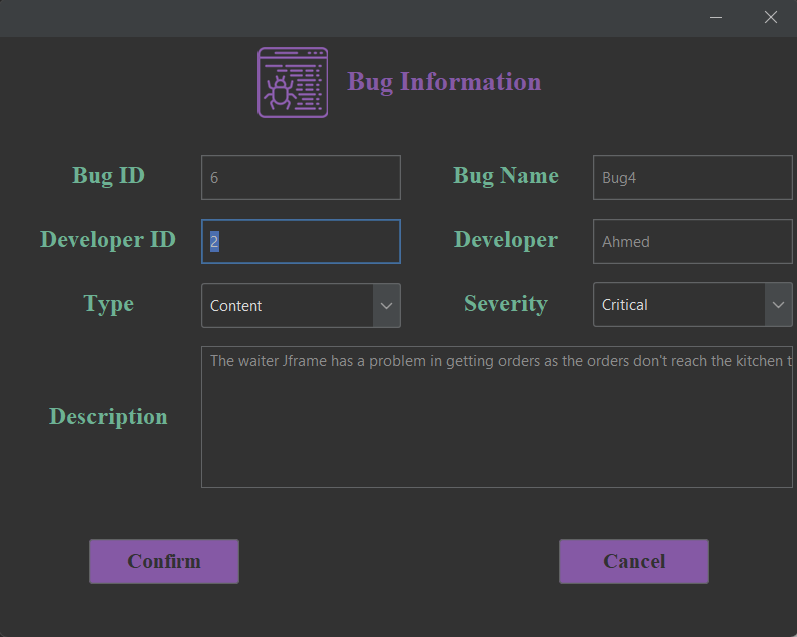 Bug Information
Bug ID 6 Bug Name Bug4
Developer ID 2 Developer Ahmed
Type Content Severity Critical
The waiter Jframe has a problem in getting orders as the orders don't reach the kitchen t
Description
Confirm Cancel